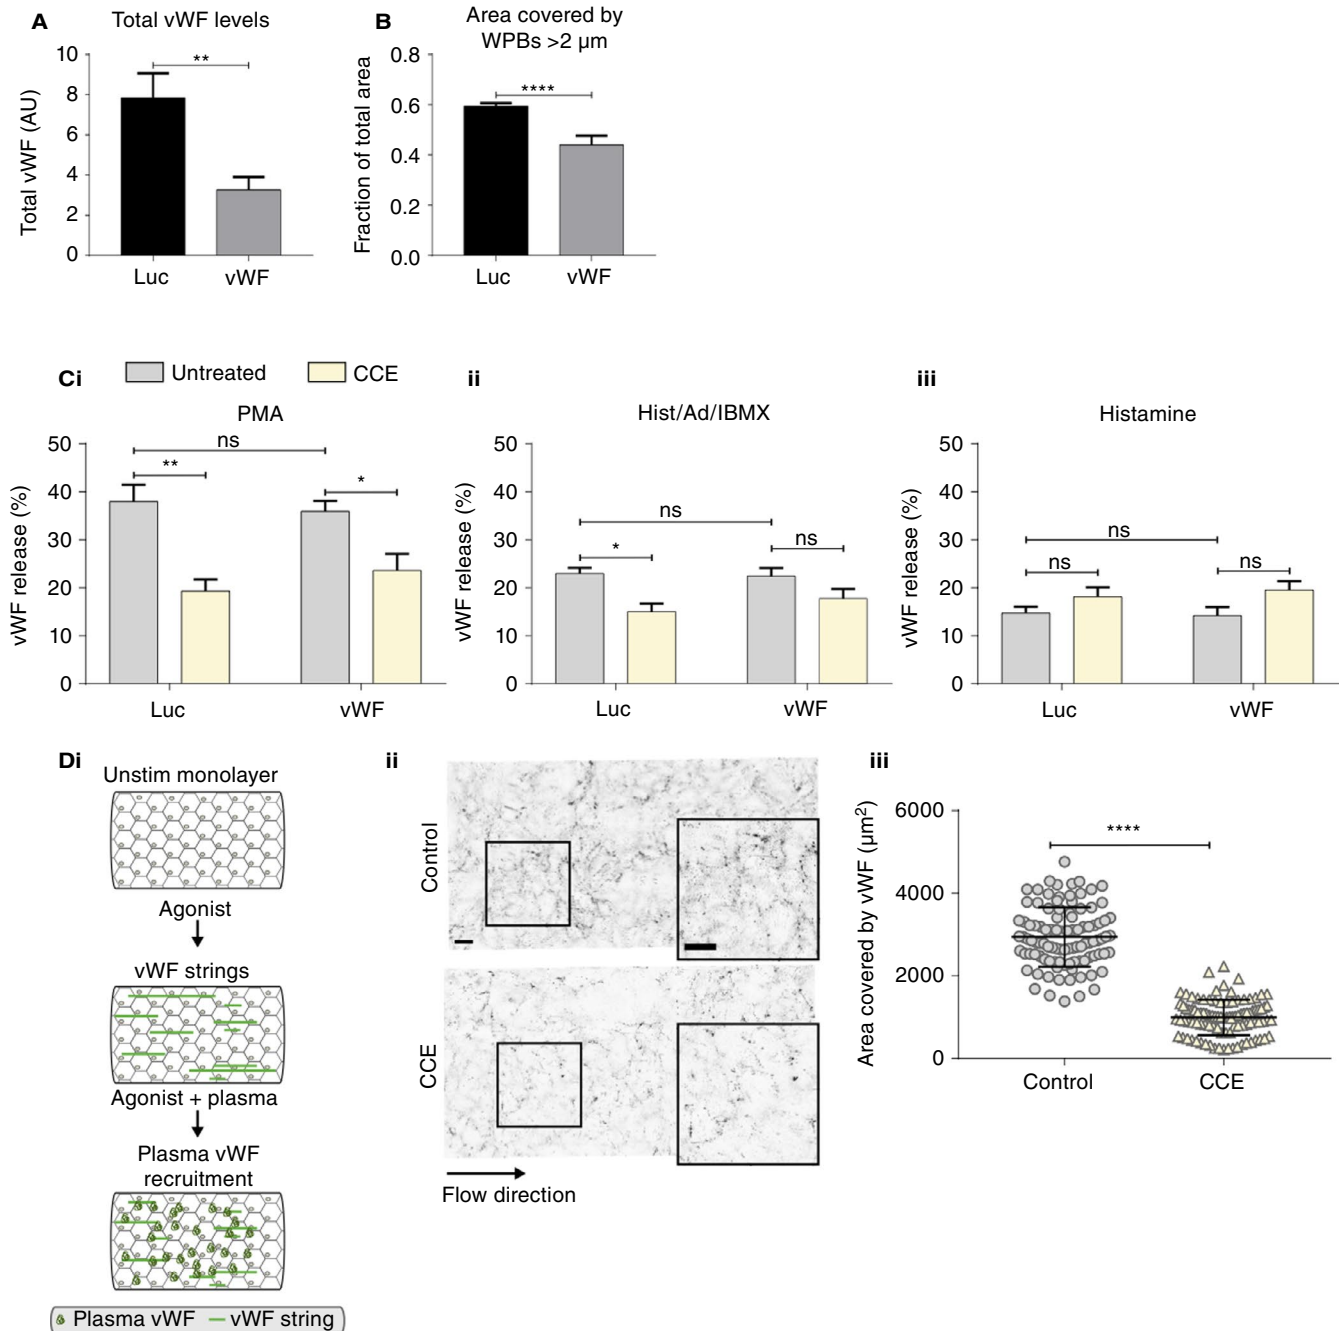 A
Total vWF levels
Total vWF (AU)
10
8
6
4
2
0
**
Luc
vWF
B
Area covered by
WPBs >2 µm
Fraction of total area
0.8
0.6
0.4
0.2
0.0
****
Luc
vWF
Untreated
CCE
Ci
PMA
vWF release (%)
50
40
30
20
10
0
ns
**
*
Luc
vWF
ii
Hist/Ad/IBMX
vWF release (%)
50
40
30
20
10
0
ns
*
ns
Luc
vWF
iii
Histamine
vWF release (%)
50
40
30
20
10
0
ns
ns
ns
Luc
vWF
Di
Unstim monolayer
Agonist
vWF strings
Agonist + plasma
Plasma vWF
recruitment
Plasma vWF
vWF string
ii
Control
CCE
Flow direction
iii
Area covered by vWF (µm²)
6000
4000
2000
0
****
Control
CCE